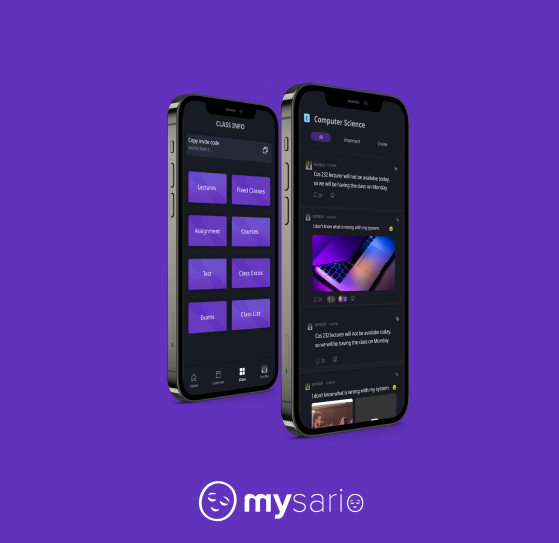 CLASS INFO
Copy invite code
Lectures
Fixed Classes
Assignment
Courses
Test
Class Excos
Exams
Class List
Home
Calendar
Class
Profile
Computer Science
All
Important
Cos 232 lecturer will not be availabe today,
so we will be having the class on Monday
I don't know what is wrong with my system
Cos 232 lecturer will not be availabe today,
so we will be having the class on Monday
I don't know what is wrong with my system
mysario